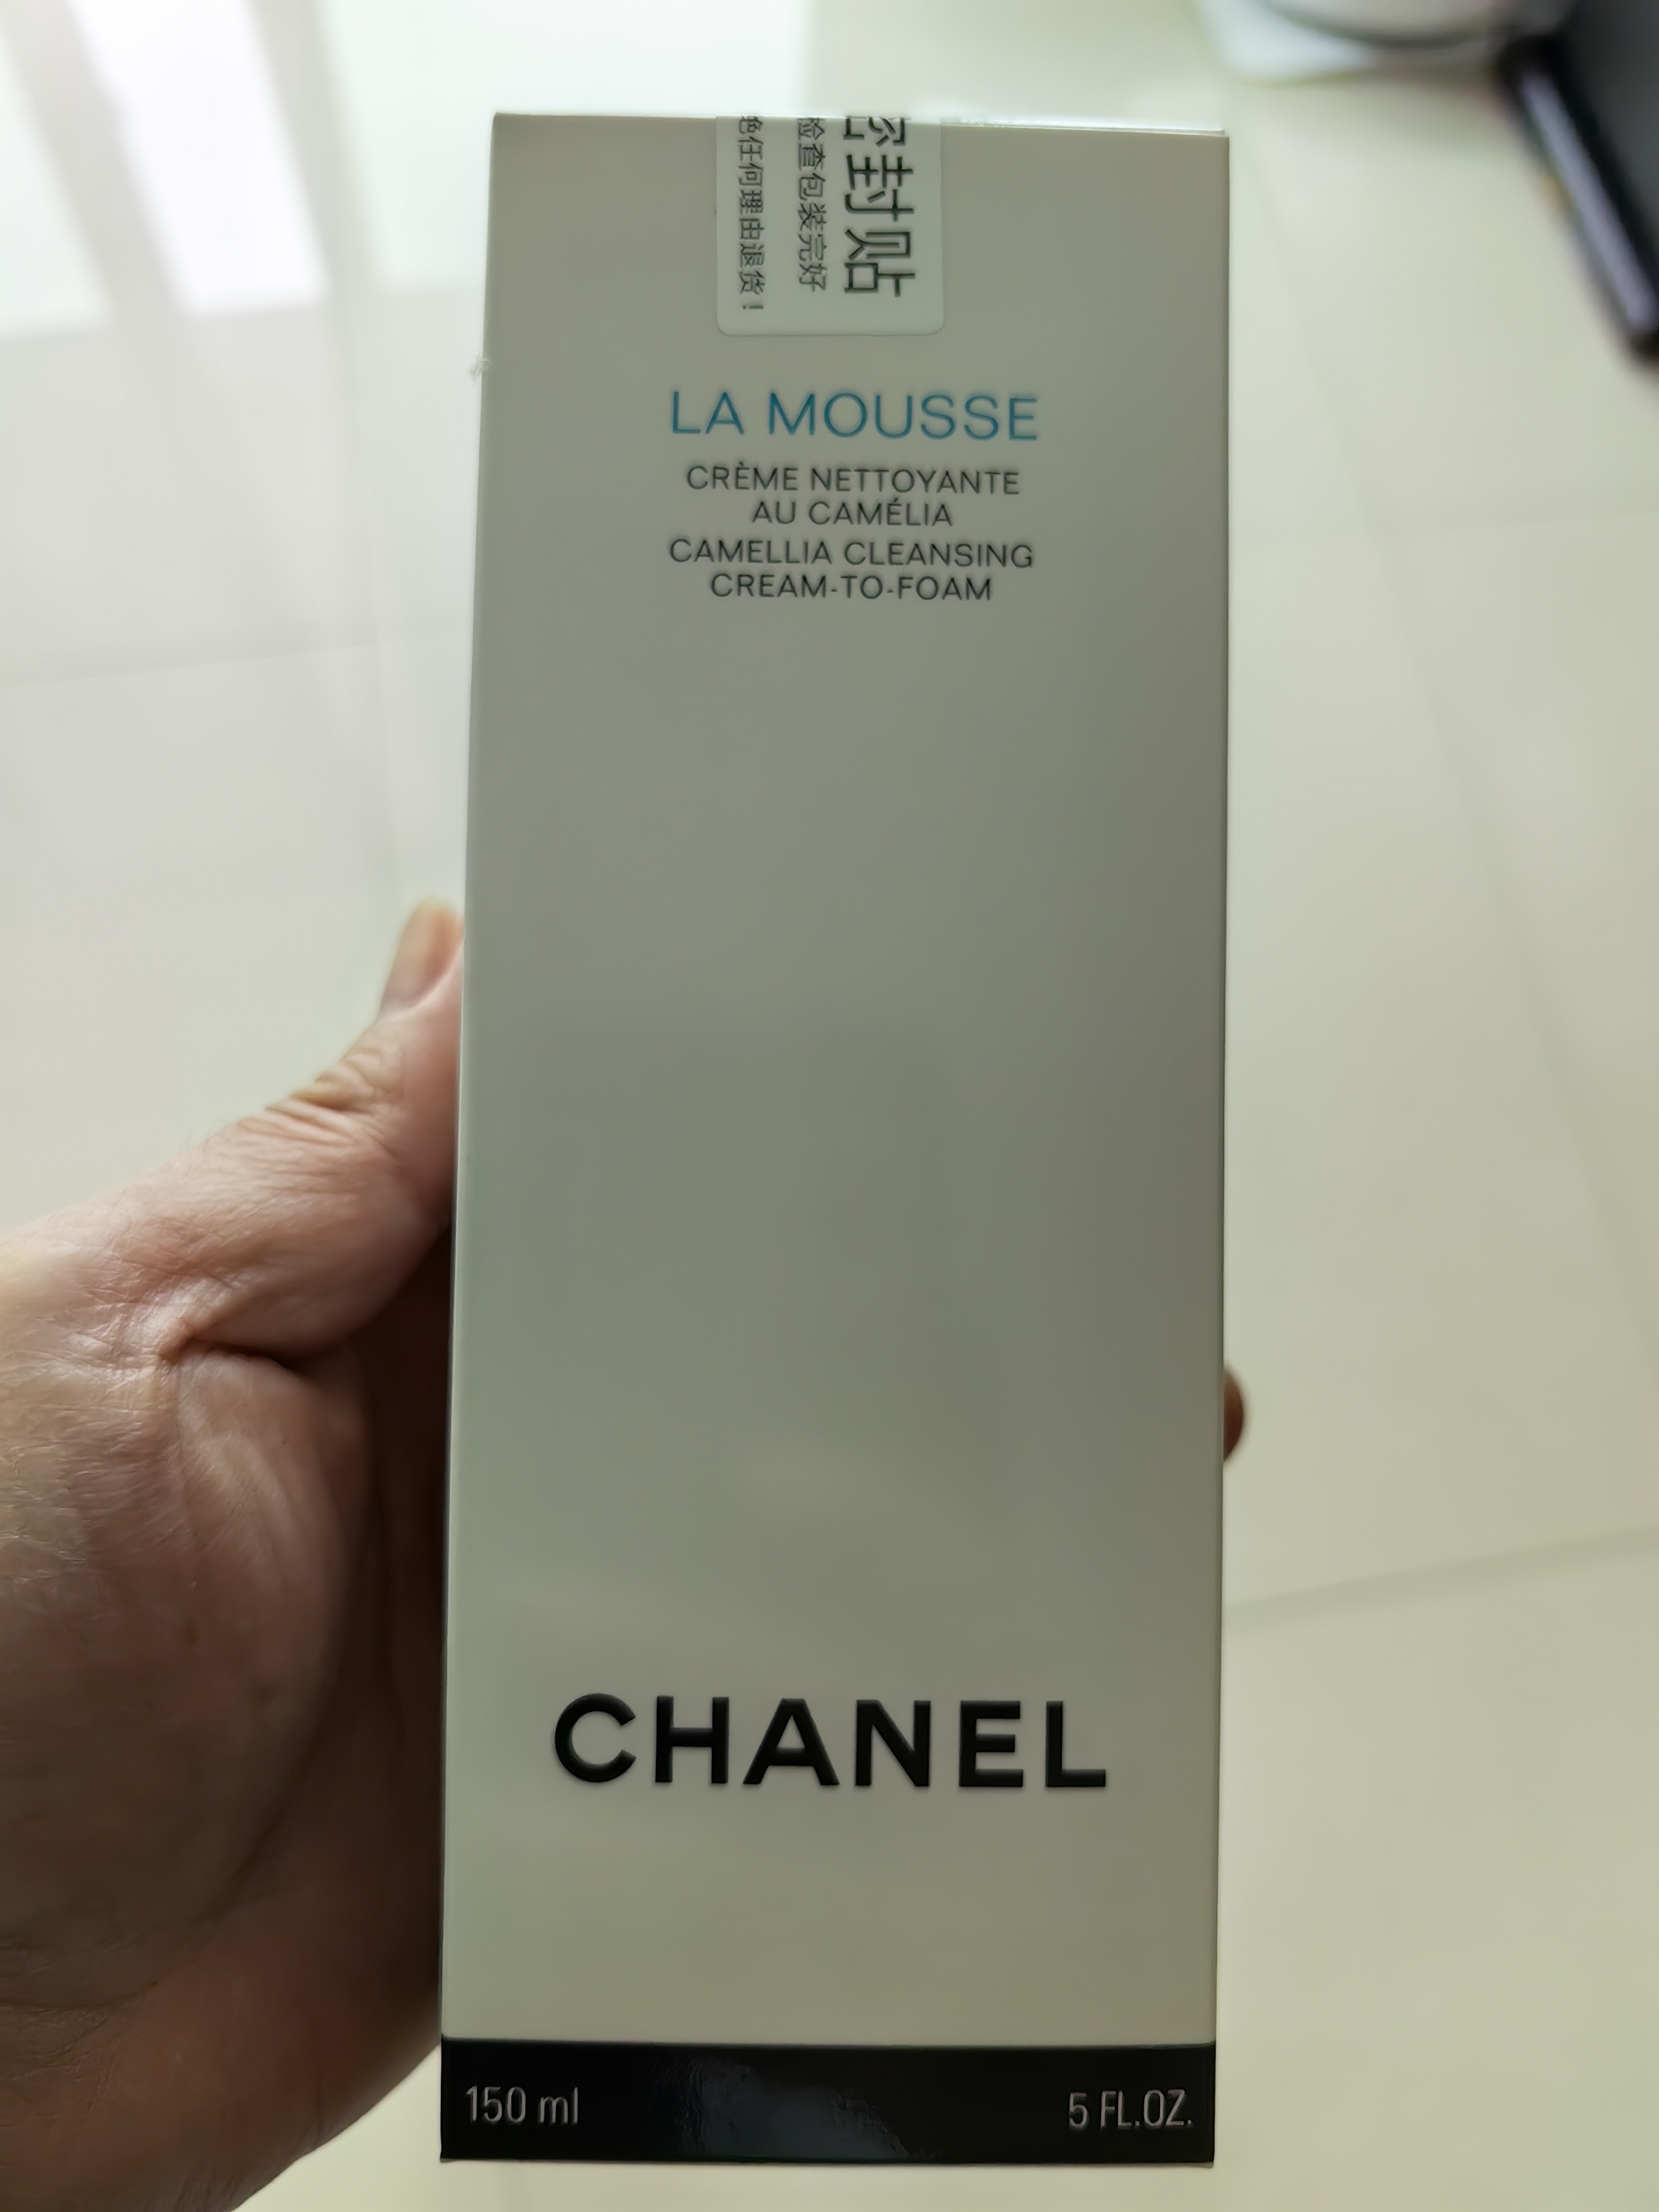 封贴
检查包装完好
任何理由退货！
LA MOUSSE
CRÈME NETTOYANTE
AU CAMÉLIA
CAMELLIA CLEANSING
CREAM-TO-FOAM
CHANEL
150 ml
5 FL.OZ.